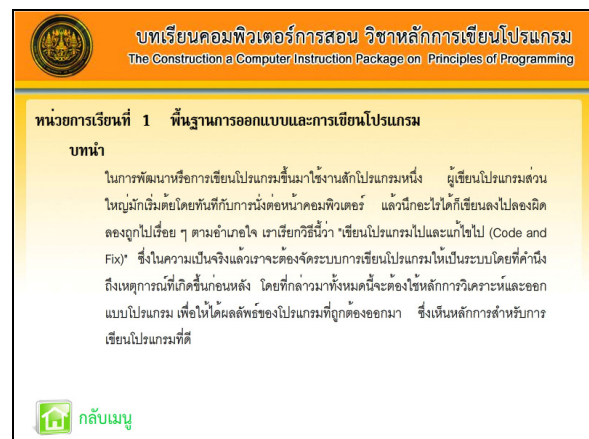 บทเรียนคอมพิวเตอร์การสอน วิชาหลักการเขียนโปรแกรม
The Construction a Computer Instruction Package on Principles of Programming
หน่วยการเรียนที่ 1 พื้นฐานการออกแบบและการเขียนโปรแกรม
บทนำ
ในการพัฒนาหรือการเขียนโปรแกรมขึ้นมาใช้งานสักโปรแกรมหนึ่ง ผู้เขียนโปรแกรมส่วน
ใหญ่มักเริ่มต้ยโดยทันทีกับการนั่งต่อหน้าคอมพิวเตอร์ แล้วนึกอะไรได้ก็เขียนลงไปลองผิด
ลองถูกไปเรื่อย ๆ ตามอำเภอใจ เราเรียกวิธีนี้ว่า "เขียนโปรแกรมไปและแก้ไขไป (Code and
Fix)" ซึ่งในความเป็นจริงแล้วเราจะต้องจัดระบบการเขียนโปรแกรมให้เป็นระบบโดยที่คำนึง
ถึงเหตุการณ์ที่เกิดขึ้นก่อนหลัง โดยที่กล่าวมาทั้งหมดนี้จะต้องใช้หลักการวิเคราะห์และออก
แบบโปรแกรม เพื่อให้ได้ผลลัพธ์ของโปรแกรมที่ถูกต้องออกมา ซึ่งเห็นหลักการสำหรับการ
เขียนโปรแกรมที่ดี
กลับเมนู